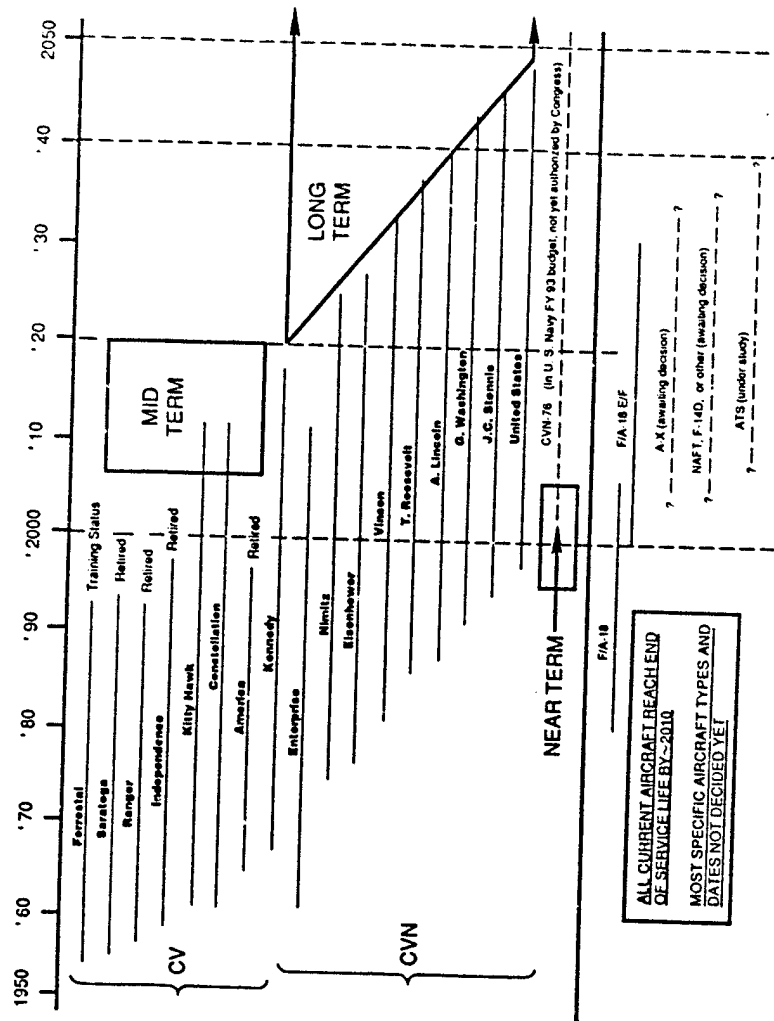 1950
'60
'70
'80
'90
'2000
'10
'20
'30
'40
2050
CV
Forrestal
Training Status
Saratoga
Retired
Ranger
Retired
Independence
Retired
Kitty Hawk
Constellation
America
Retired
Kennedy
MID
TERM
CVN
Enterprise
Nimitz
Eisenhower
Vinson
T. Roosevelt
A. Lincoln
G. Washington
J.C. Stennis
United States
CVN-76 (in U.S. Navy FY 93 budget, not yet authorized by Congress)
LONG
TERM
NEAR TERM
F/A-18
F/A-18 E/F
A-X (awaiting decision)
? ?
NAFT, F-14D, or other (awaiting decision)
? ?
ATS (under study)
? ?
ALL CURRENT AIRCRAFT REACH END
OF SERVICE LIFE BY ~2010
MOST SPECIFIC AIRCRAFT TYPES AND
DATES NOT DECIDED YET